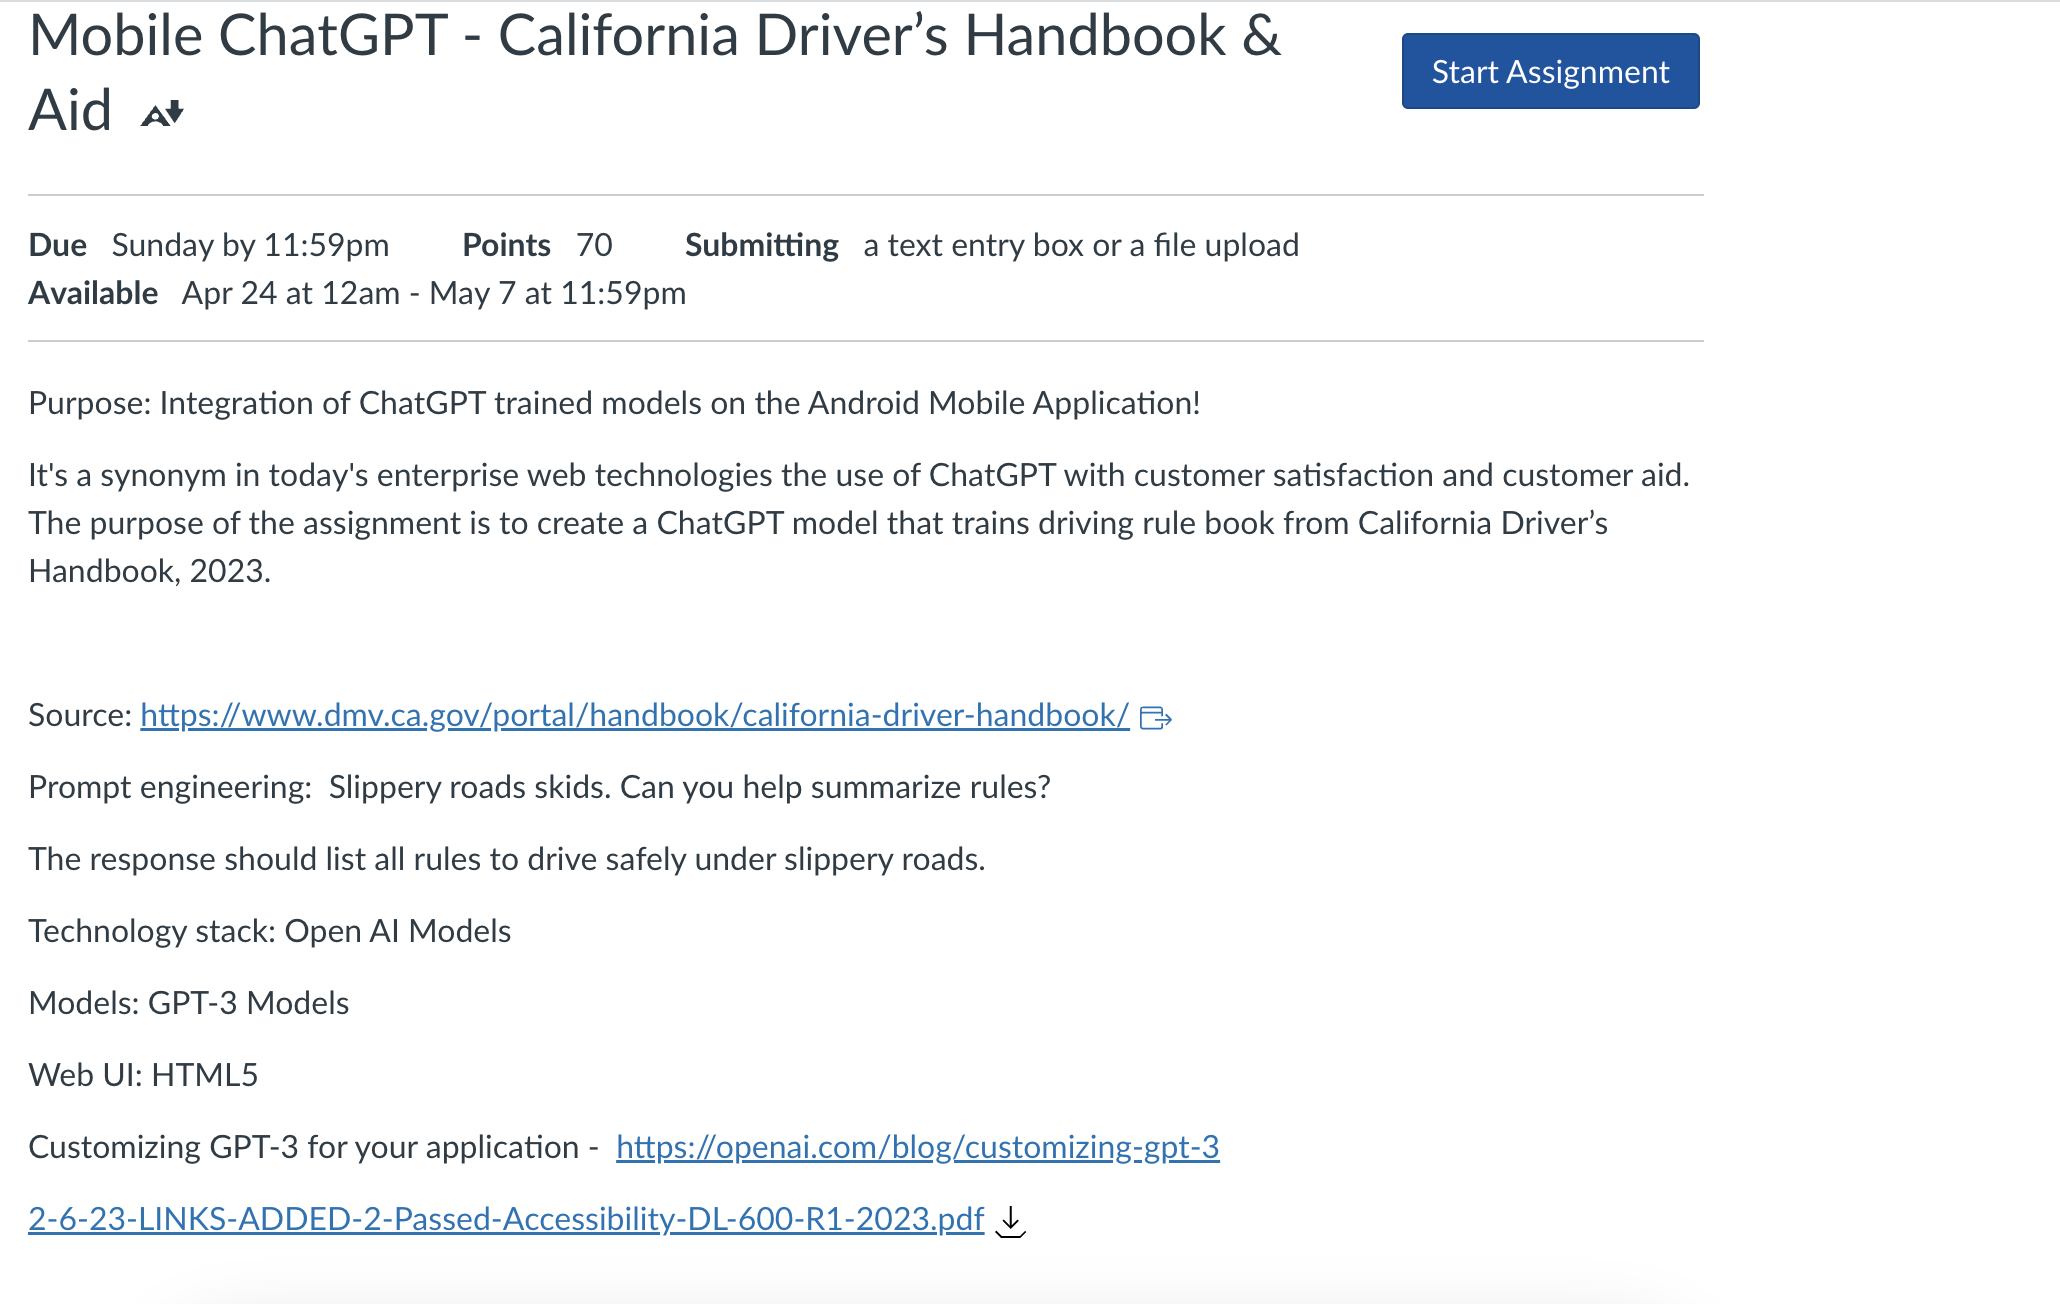 Mobile ChatGPT - California Driver’s Handbook &
Aid
Start Assignment
Due Sunday by 11:59pm Points 70 Submitting a text entry box or a file upload
Available Apr 24 at 12am - May 7 at 11:59pm
Purpose: Integration of ChatGPT trained models on the Android Mobile Application!
It's a synonym in today's enterprise web technologies the use of ChatGPT with customer satisfaction and customer aid.
The purpose of the assignment is to create a ChatGPT model that trains driving rule book from California Driver’s
Handbook, 2023.
Source: https://www.dmv.ca.gov/portal/handbook/california-driver-handbook/
Prompt engineering:  Slippery roads skids. Can you help summarize rules?
The response should list all rules to drive safely under slippery roads.
Technology stack: Open AI Models
Models: GPT-3 Models
Web UI: HTML5
Customizing GPT-3 for your application -  https://openai.com/blog/customizing-gpt-3
2-6-23-LINKS-ADDED-2-Passed-Accessibility-DL-600-R1-2023.pdf